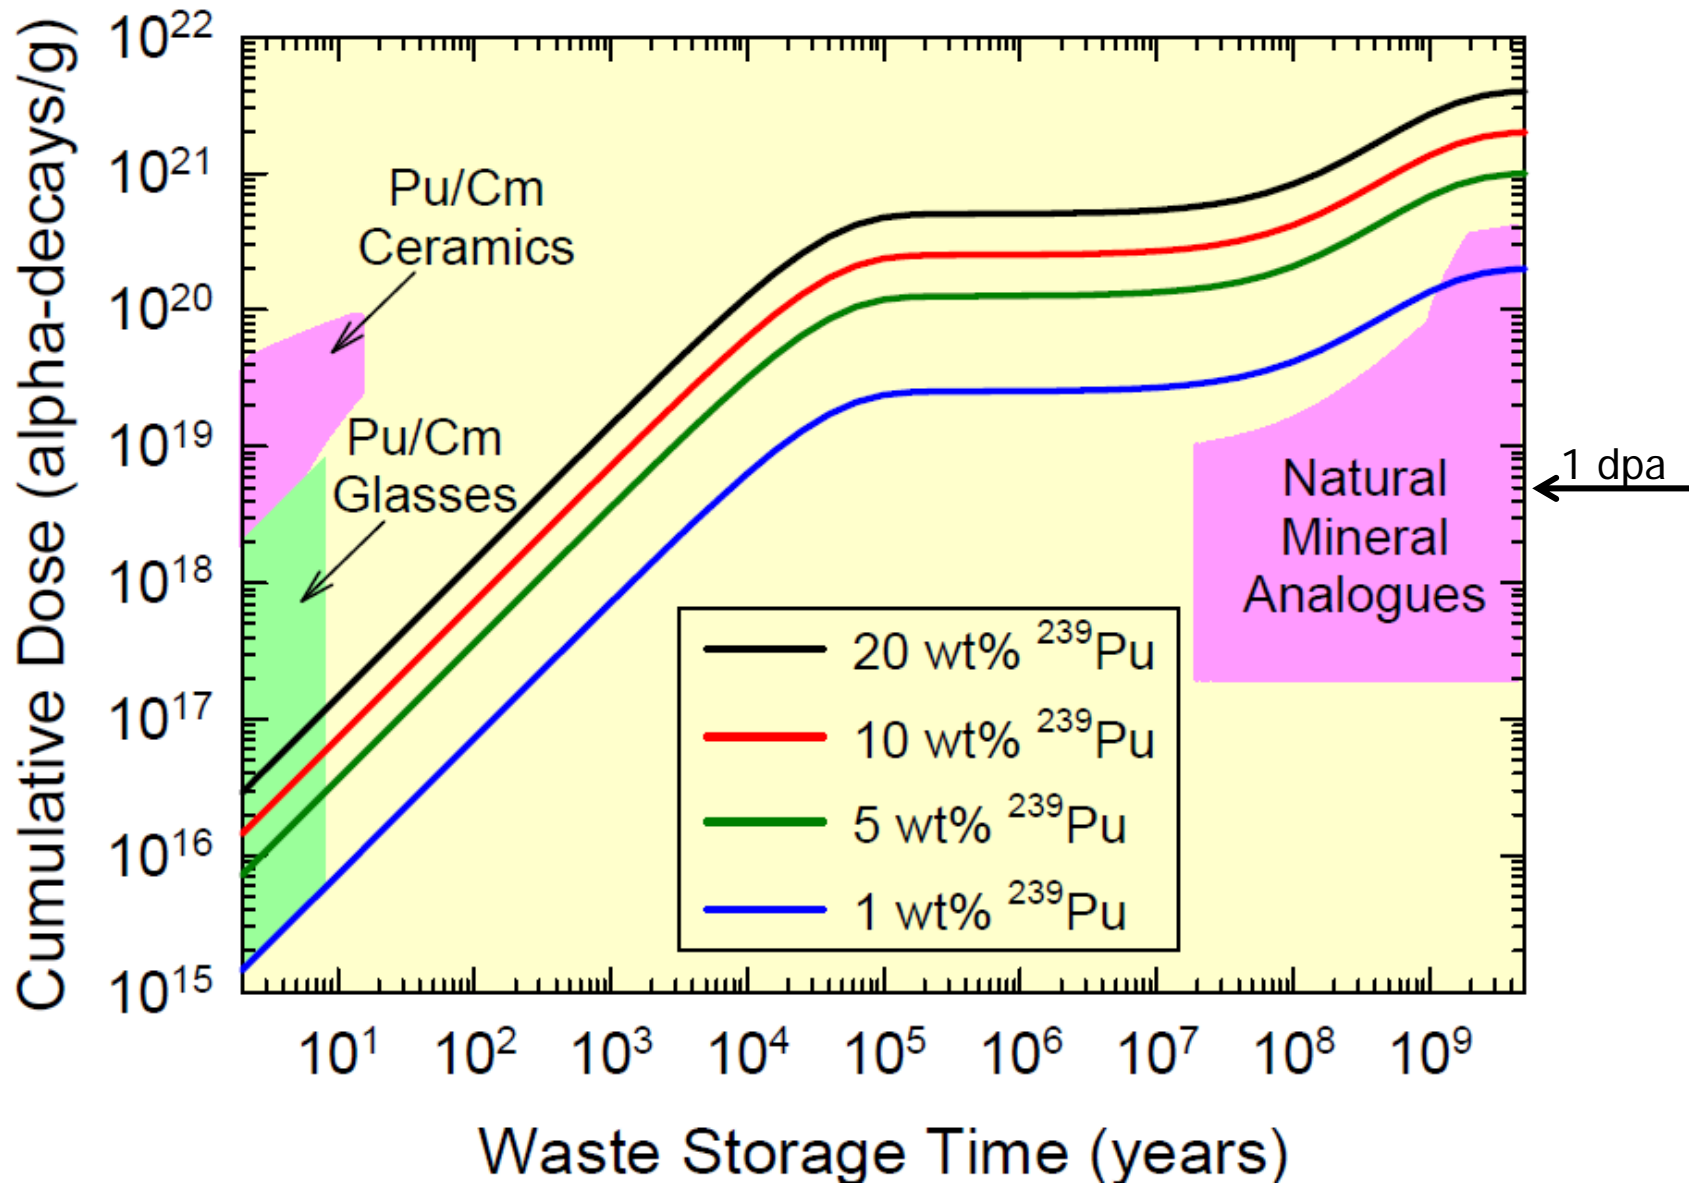 Cumulative Dose (alpha-decays/g)
10²²
10²¹
10²⁰
10¹⁹
10¹⁸
10¹⁷
10¹⁶
10¹⁵
Pu/Cm
Ceramics
Pu/Cm
Glasses
Natural
Mineral
Analogues
1 dpa
20 wt% ²³⁹Pu
10 wt% ²³⁹Pu
5 wt% ²³⁹Pu
1 wt% ²³⁹Pu
10¹ 10² 10³ 10⁴ 10⁵ 10⁶ 10⁷ 10⁸ 10⁹
Waste Storage Time (years)